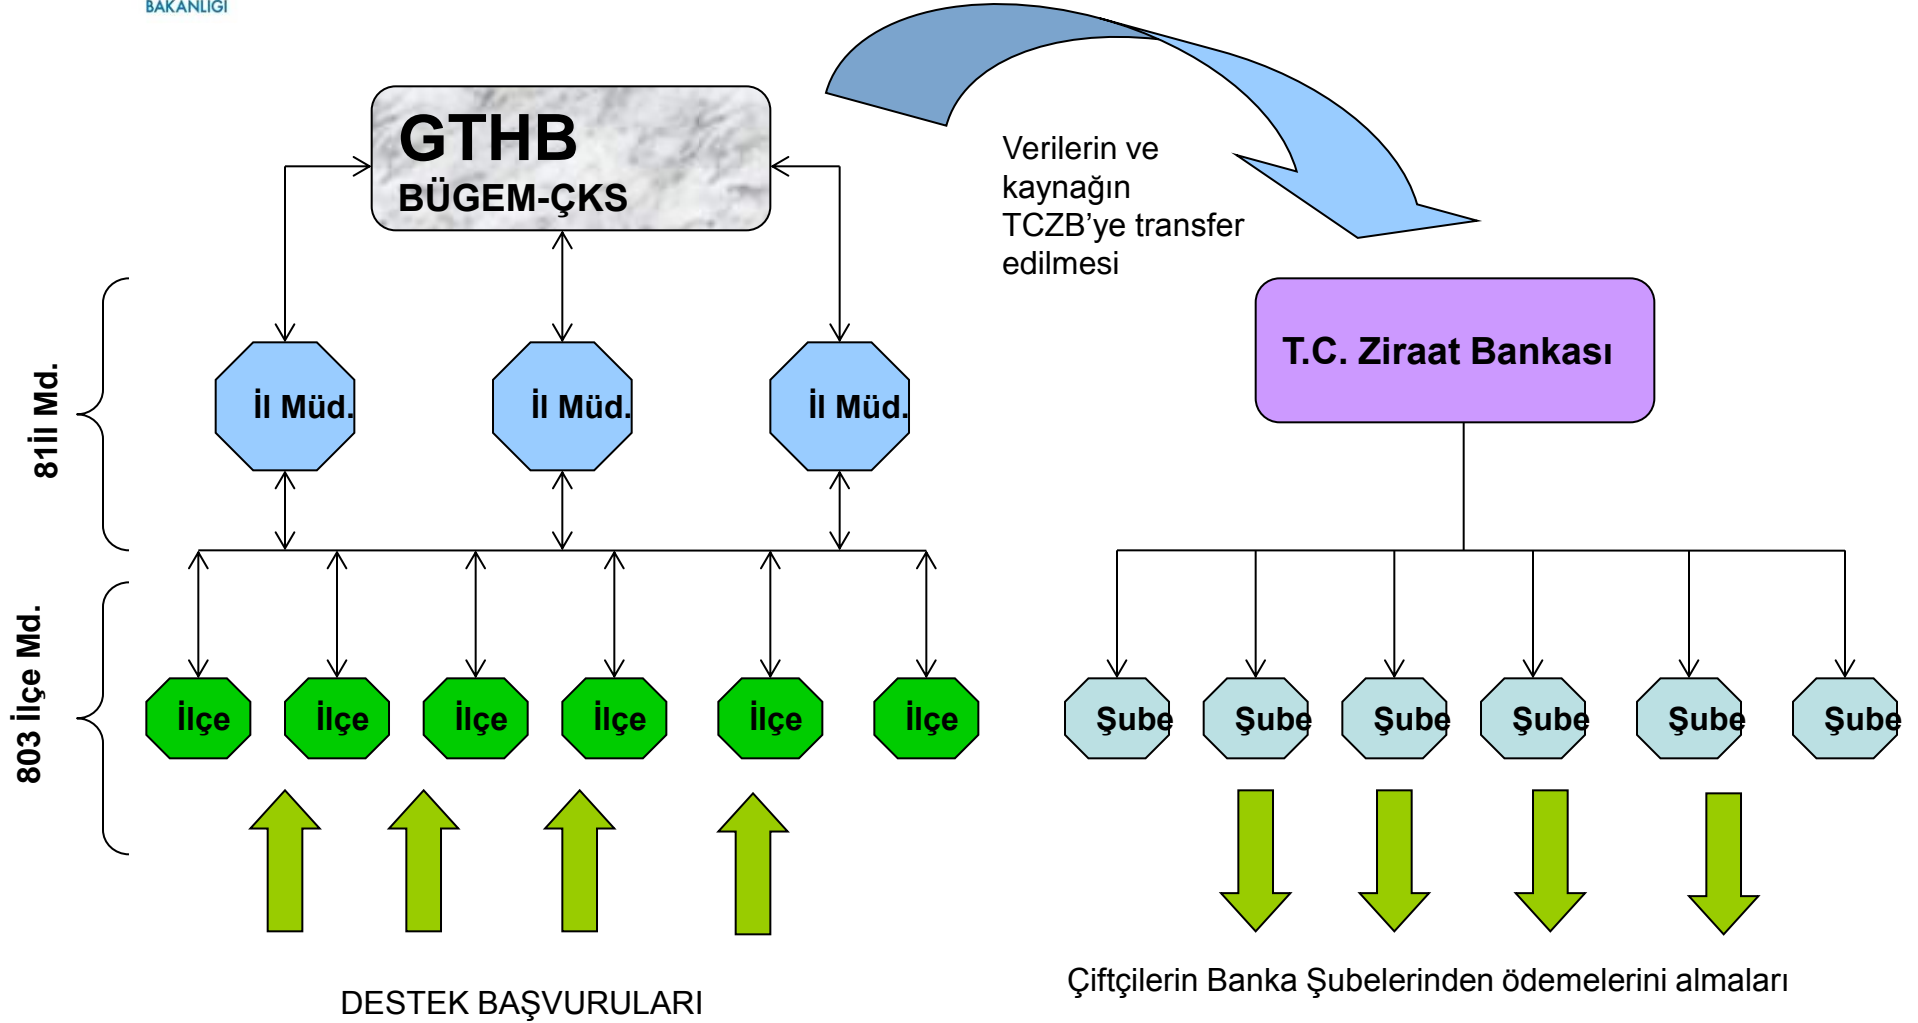 BAKANLIĞI
GTHB
BÜGEM-ÇKS
Verilerin ve
kaynağın
TCZB’ye transfer
edilmesi
T.C. Ziraat Bankası
81İl Md.
İl Müd.
İl Müd.
İl Müd.
803 İlçe Md.
İlçe
İlçe
İlçe
İlçe
İlçe
İlçe
Şube
Şube
Şube
Şube
Şube
Şube
DESTEK BAŞVURULARI
Çiftçilerin Banka Şubelerinden ödemelerini almaları